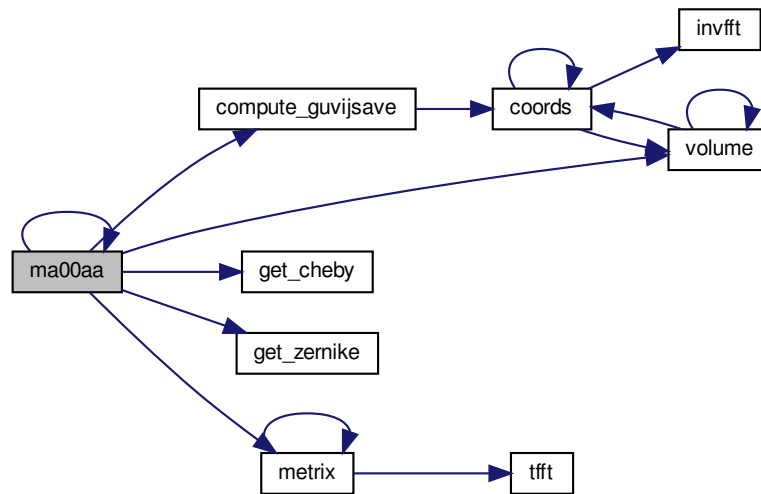 invfft
compute_guvijsave
coords
volume
ma00aa
get_cheby
get_zernike
metrix
tfft